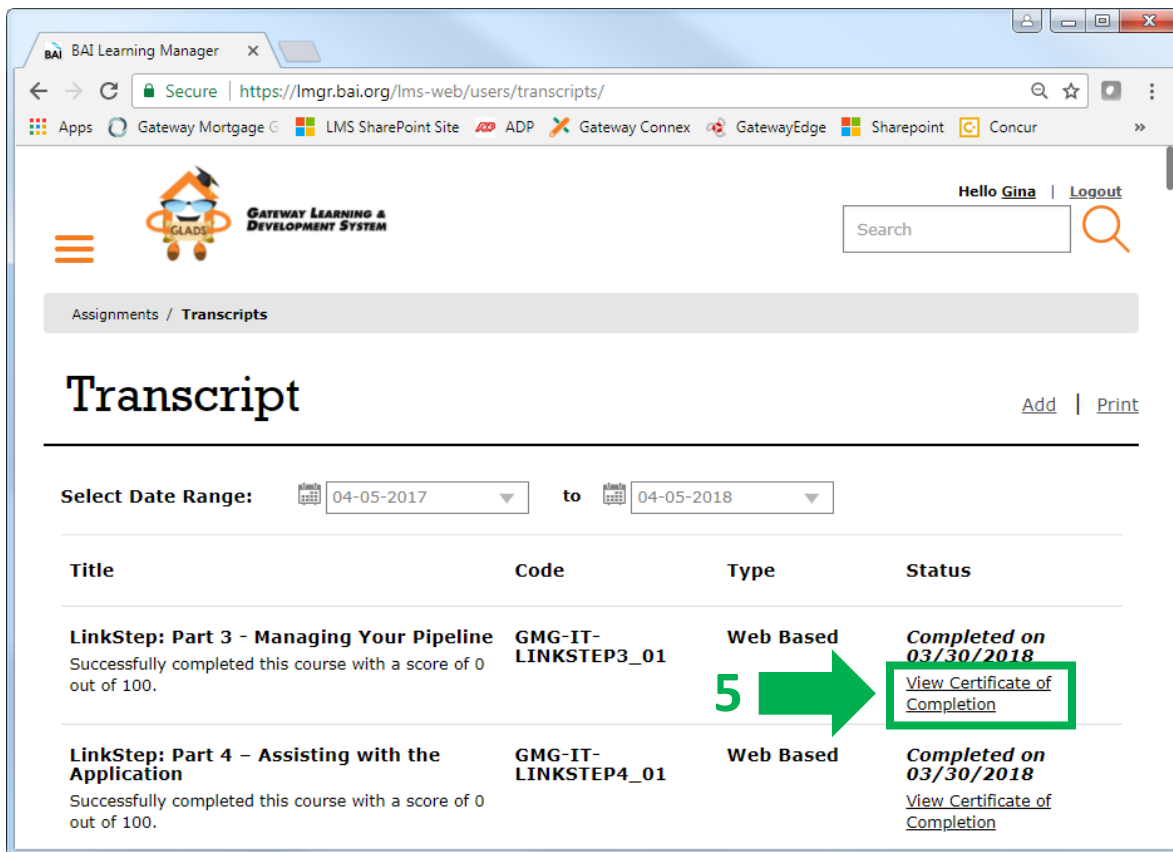 BAI BAI Learning Manager
Secure | https://lmgr.bai.org/lms-web/users/transcripts/
Apps Gateway Mortgage G LMS SharePoint Site ADP ADP Gateway Connex GatewayEdge Sharepoint C Concur »
Hello Gina | Logout
GLADS
GATEWAY LEARNING &
DEVELOPMENT SYSTEM
Search
Assignments / Transcripts
Transcript
Add | Print
Select Date Range: 04-05-2017 to 04-05-2018
Title Code Type Status
LinkStep: Part 3 - Managing Your Pipeline GMG-IT- Web Based Completed on
LINKSTEP3_01 03/30/2018
Successfully completed this course with a score of 0
out of 100.
5
View Certificate of
Completion
LinkStep: Part 4 – Assisting with the GMG-IT- Web Based Completed on
Application LINKSTEP4_01 03/30/2018
Successfully completed this course with a score of 0 View Certificate of
out of 100. Completion